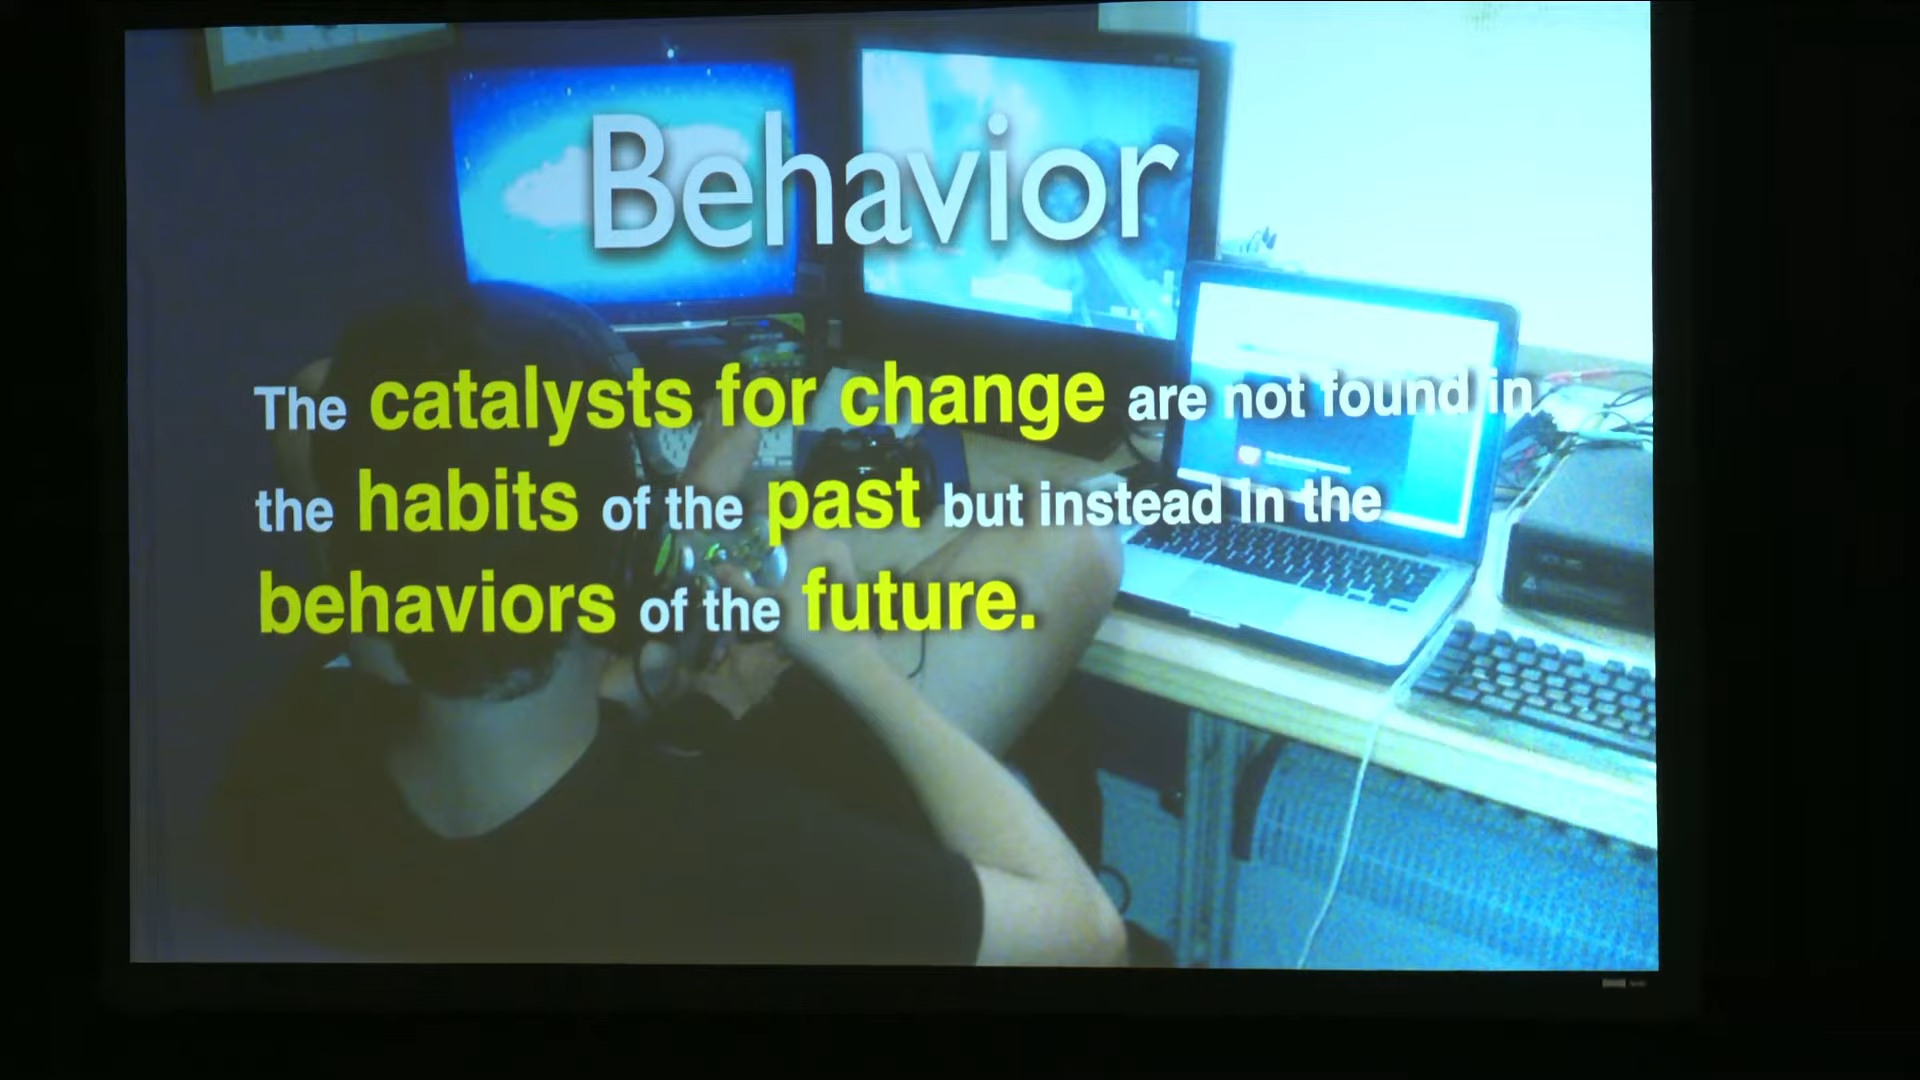 Behavior
The catalysts for change are not found in
the habits of the past but instead in the
behaviors of the future.